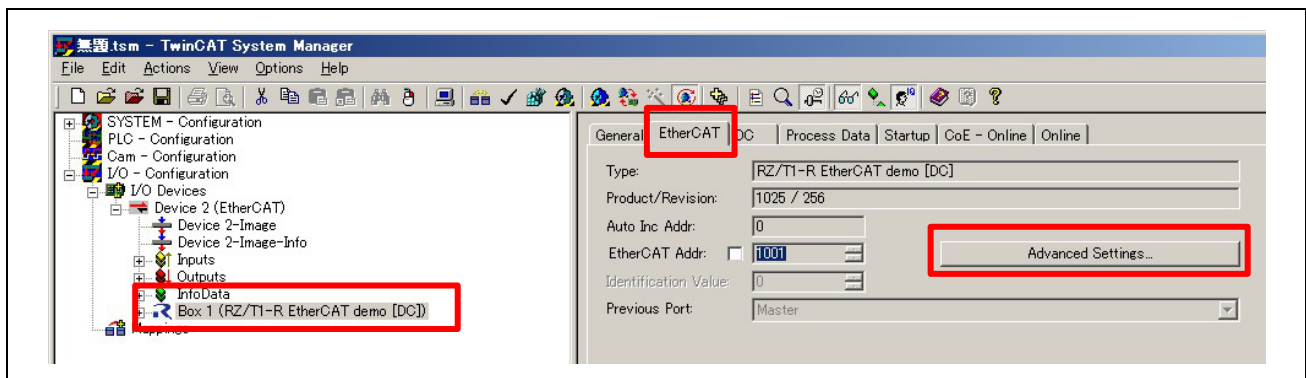 無題.tsm - TwinCAT System Manager
File Edit Actions View Options Help
SYSTEM - Configuration
PLC - Configuration
Cam - Configuration
I/O - Configuration
I/O Devices
Device 2 (EtherCAT)
Device 2-Image
Device 2-Image-Info
Inputs
Outputs
InfoData
Box 1 (RZ/T1-R EtherCAT demo [DC])
Mappings
General EtherCAT DC Process Data Startup CoE - Online Online
Type: RZ/T1-R EtherCAT demo [DC]
Product/Revision: 1025 / 256
Auto Inc Addr: 0
EtherCAT Addr: 1001 Advanced Settings...
Identification Value: 0
Previous Port: Master